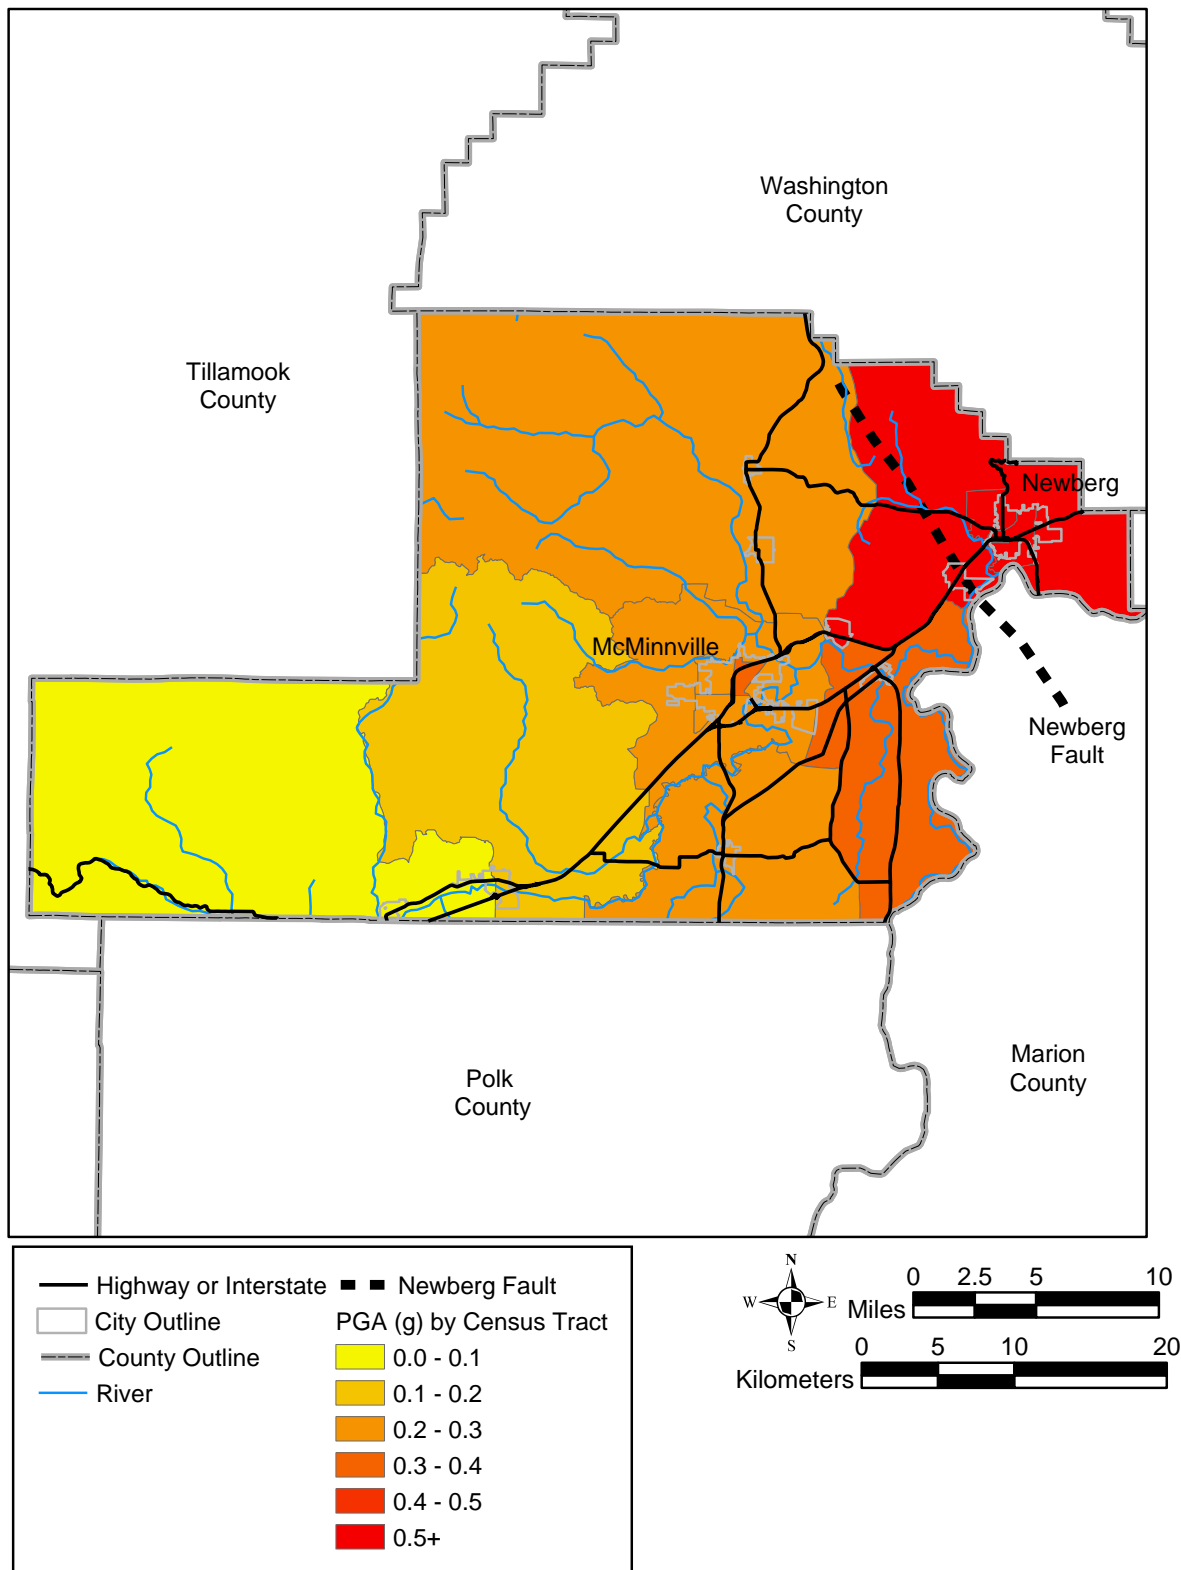 Washington
County
Tillamook
County
Newberg
McMinnville
Newberg
Fault
Marion
County
Polk
County
Highway or Interstate
Newberg Fault
City Outline
PGA (g) by Census Tract
County Outline
0.0 - 0.1
River
0.1 - 0.2
0.2 - 0.3
0.3 - 0.4
0.4 - 0.5
0.5+
N
W
E
S
0 2.5 5 10
Miles
0 5 10 20
Kilometers